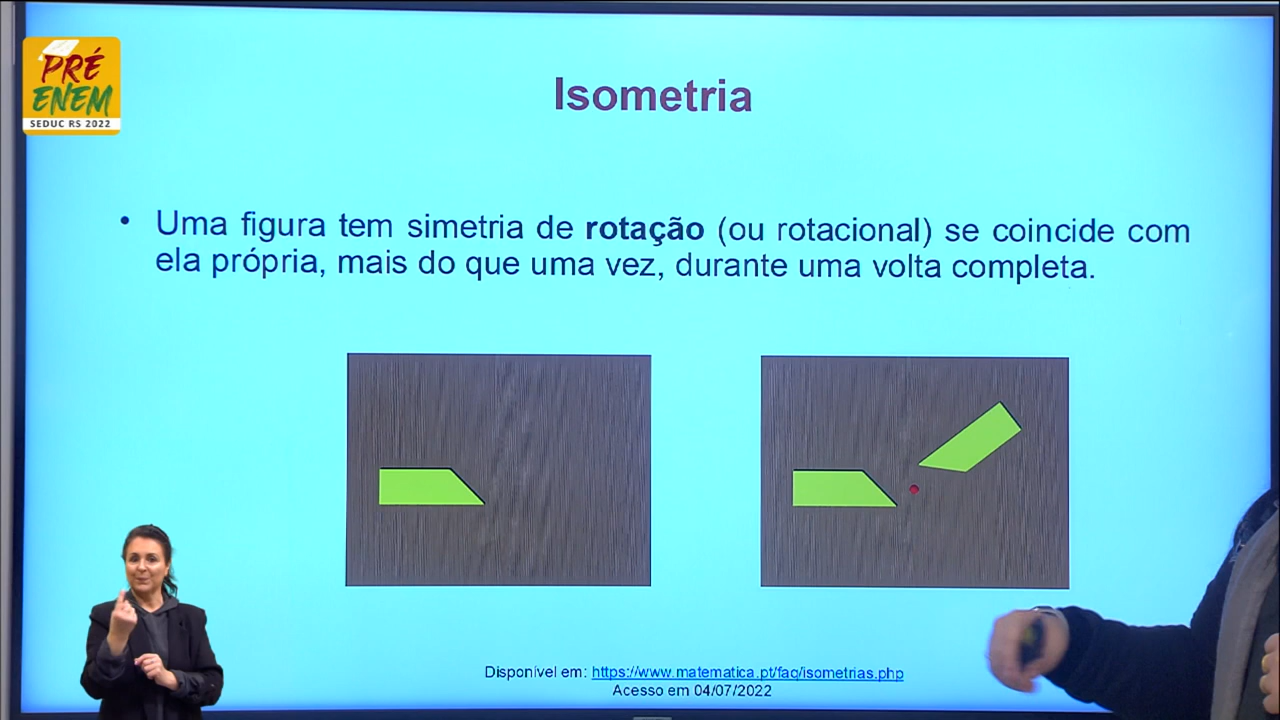 PRÉ
ENEM
SEDUC RS 2022
Isometria
• Uma figura tem simetria de rotação (ou rotacional) se coincide com
ela própria, mais do que uma vez, durante uma volta completa.
Disponível em: https://www.matematica.pt/faq/isometrias.php
Acesso em 04/07/2022